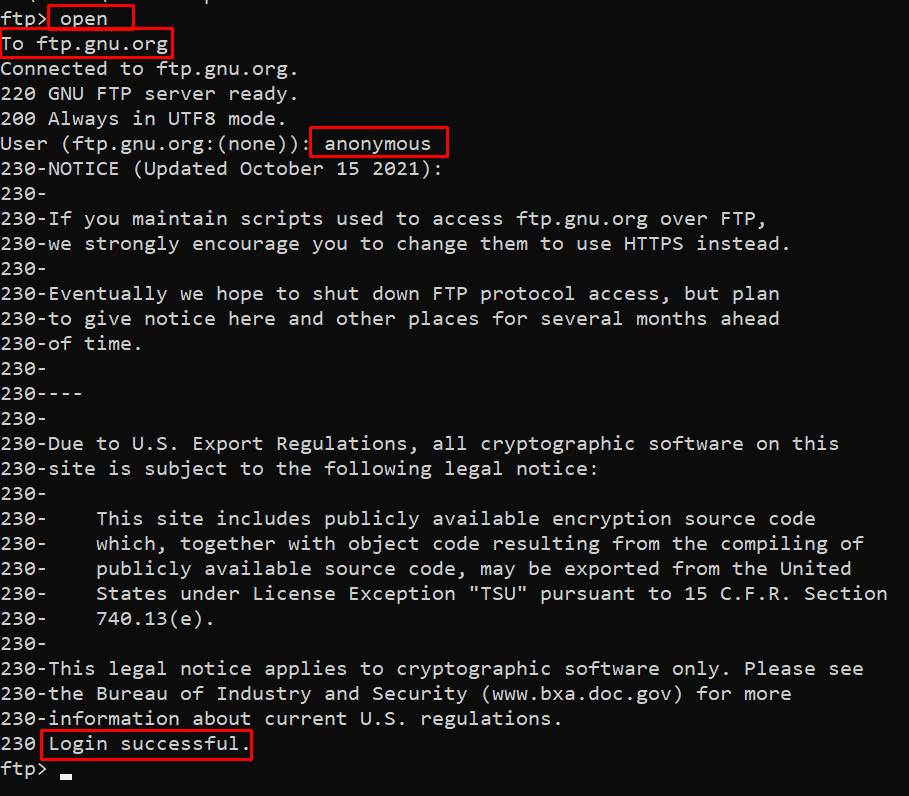 ftp> open
To ftp.gnu.org
Connected to ftp.gnu.org.
220 GNU FTP server ready.
200 Always in UTF8 mode.
User (ftp.gnu.org:(none)): anonymous
230-NOTICE (Updated October 15 2021):
230-
230-If you maintain scripts used to access ftp.gnu.org over FTP,
230-we strongly encourage you to change them to use HTTPS instead.
230-
230-Eventually we hope to shut down FTP protocol access, but plan
230-to give notice here and other places for several months ahead
230-of time.
230-
230----
230-
230-Due to U.S. Export Regulations, all cryptographic software on this
230-site is subject to the following legal notice:
230-
230-    This site includes publicly available encryption source code
230-    which, together with object code resulting from the compiling of
230-    publicly available source code, may be exported from the United
230-    States under License Exception "TSU" pursuant to 15 C.F.R. Section
230-    740.13(e).
230-
230-This legal notice applies to cryptographic software only. Please see
230-the Bureau of Industry and Security (www.bxa.doc.gov) for more
230-information about current U.S. regulations.
230 Login successful.
ftp>